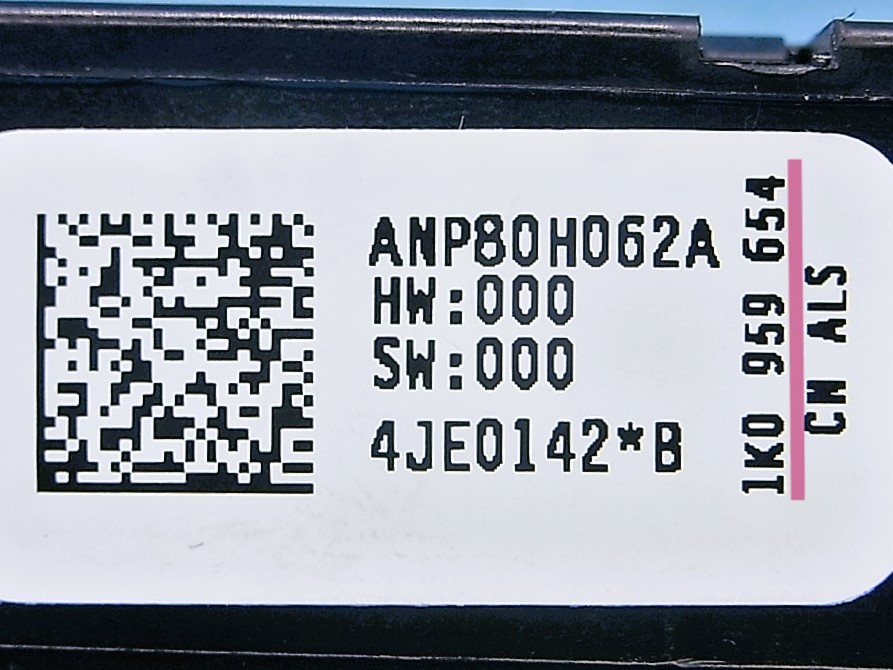 ANP80H062A
HW:000
SW:000
4JE0142*B
1K0 959 654
CN ALS